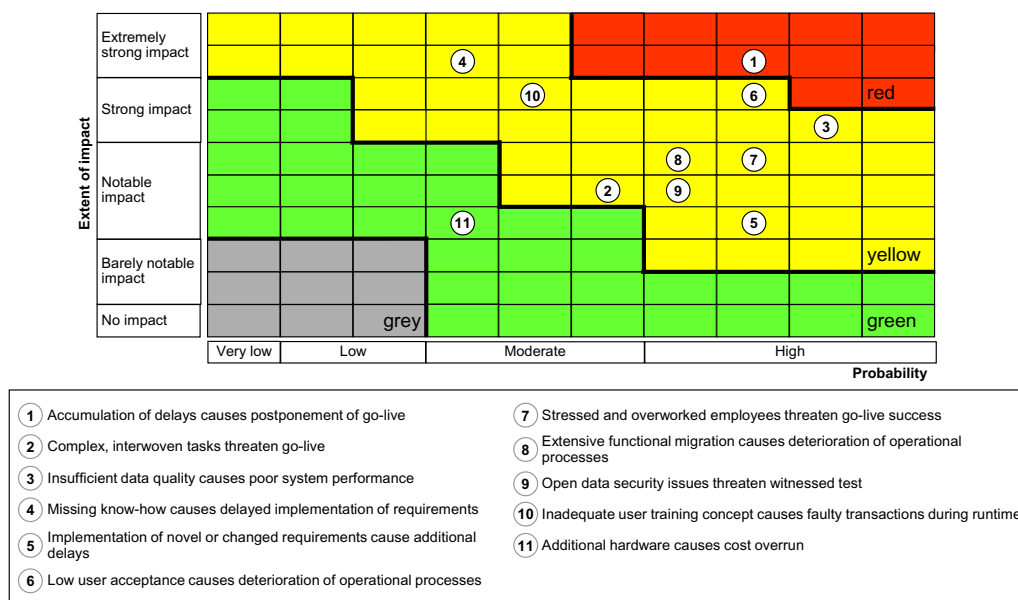 Extent of impact
Extremely
strong impact
4
1
Strong impact
10
6
red
3
Notable
impact
8
7
2
9
11
5
Barely notable
impact
yellow
No impact
grey
green
Very low
Low
Moderate
High
Probability
1 Accumulation of delays causes postponement of go-live
2 Complex, interwoven tasks threaten go-live
3 Insufficient data quality causes poor system performance
4 Missing know-how causes delayed implementation of requirements
5 Implementation of novel or changed requirements cause additional
delays
6 Low user acceptance causes deterioration of operational processes
7 Stressed and overworked employees threaten go-live success
8 Extensive functional migration causes deterioration of operational
processes
9 Open data security issues threaten witnessed test
10 Inadequate user training concept causes faulty transactions during runtime
11 Additional hardware causes cost overrun